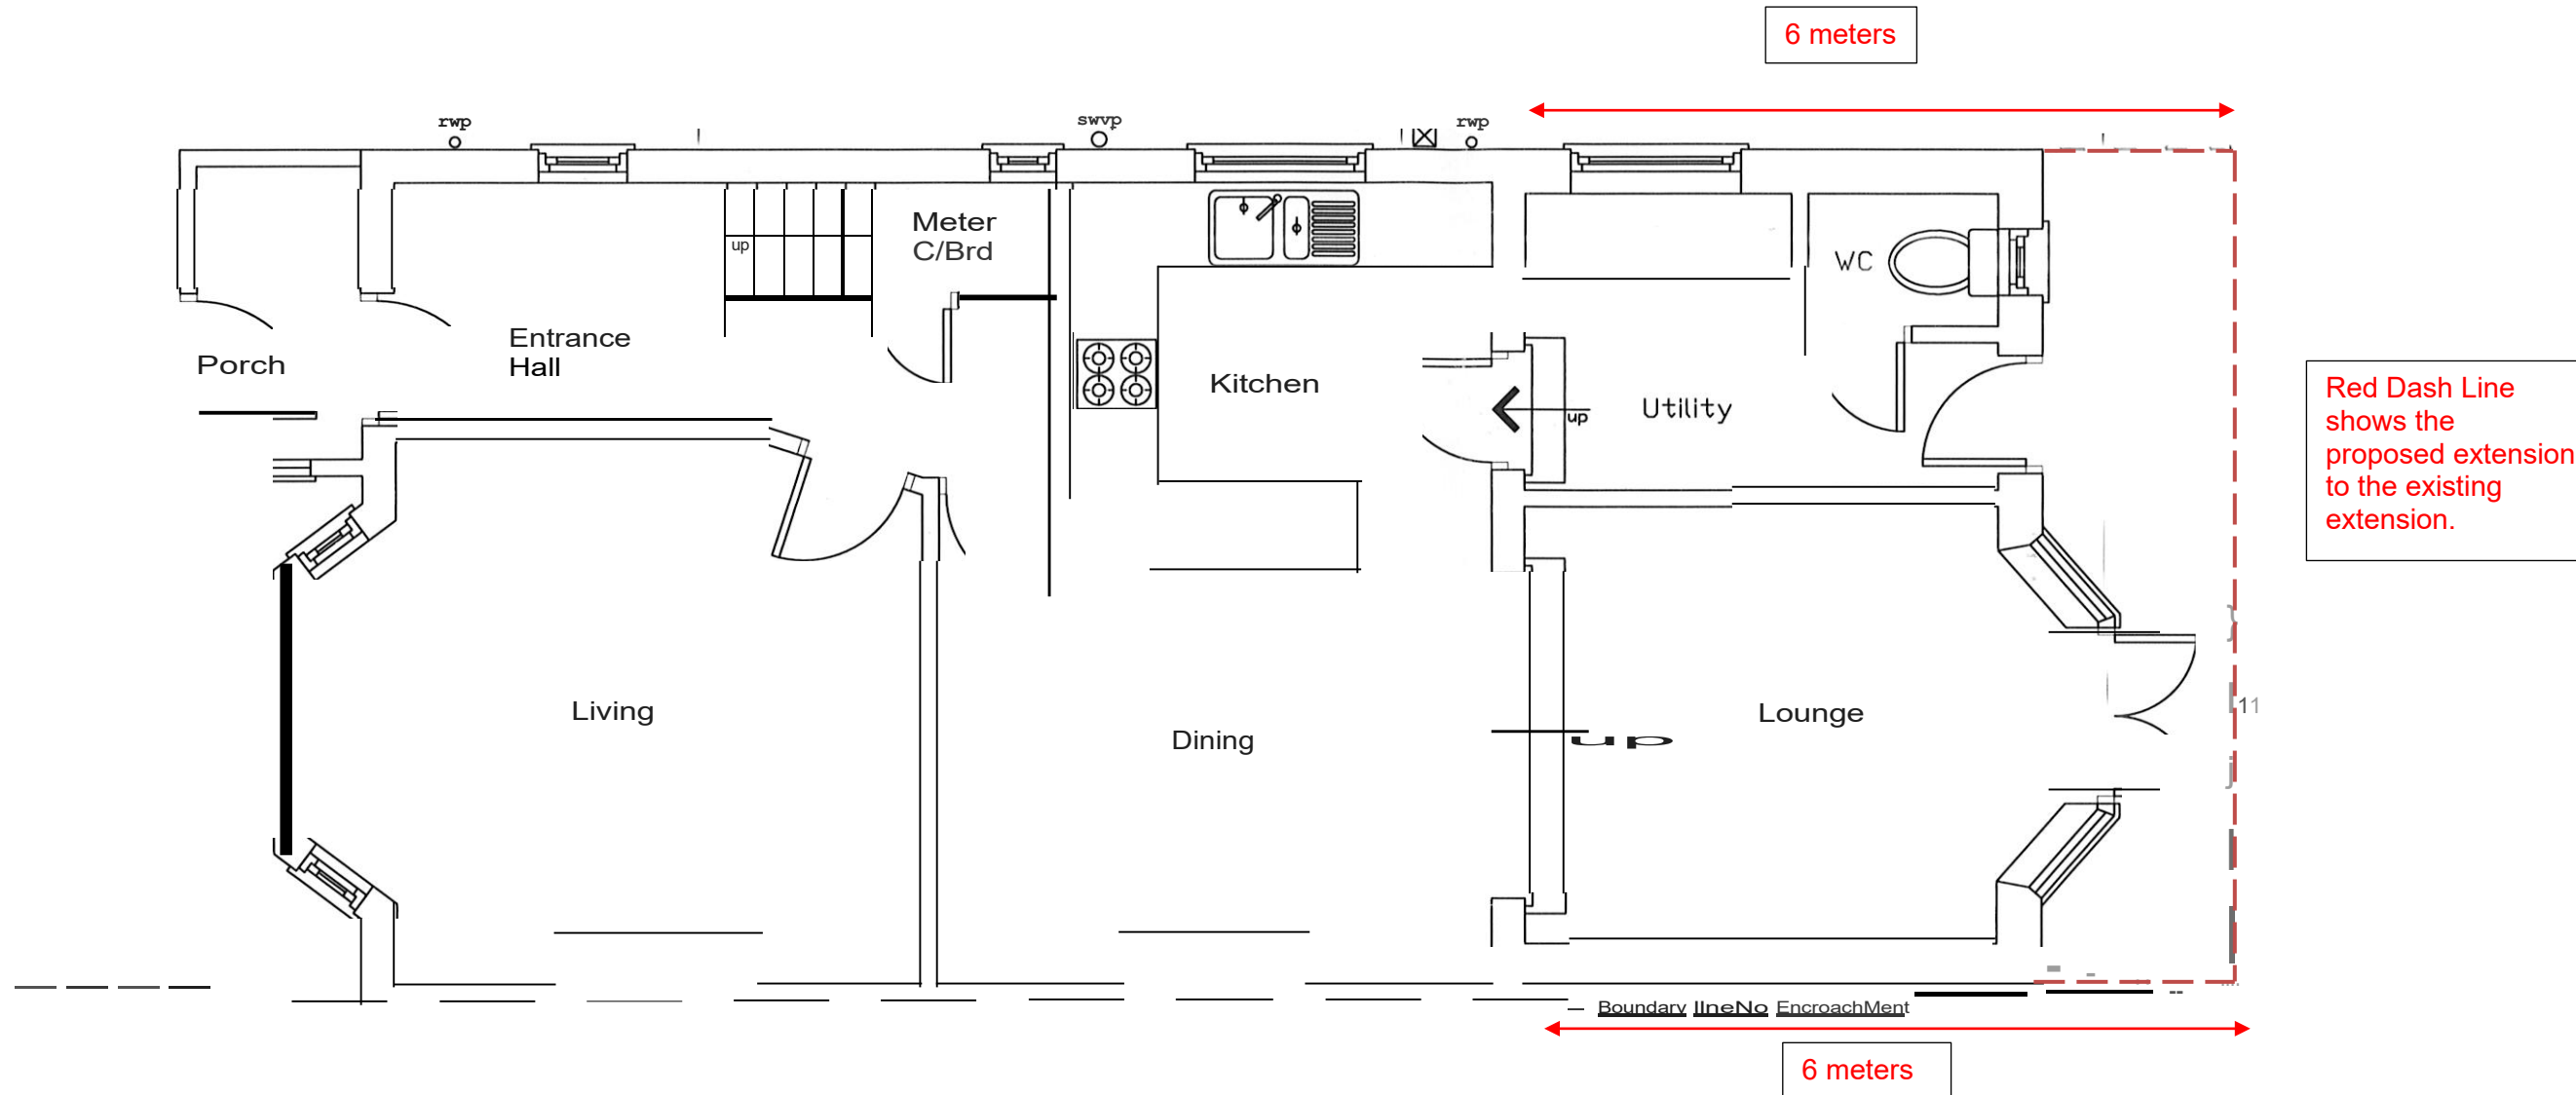 6 meters
rwp
swvp
rwp
Meter
C/Brd
up
WC
Entrance
Hall
Porch
Kitchen
up
Utility
Red Dash Line
shows the
proposed extension
to the existing
extension.
Living
Dining
up
Lounge
11
Boundary lIneNo EncroachMent
6 meters